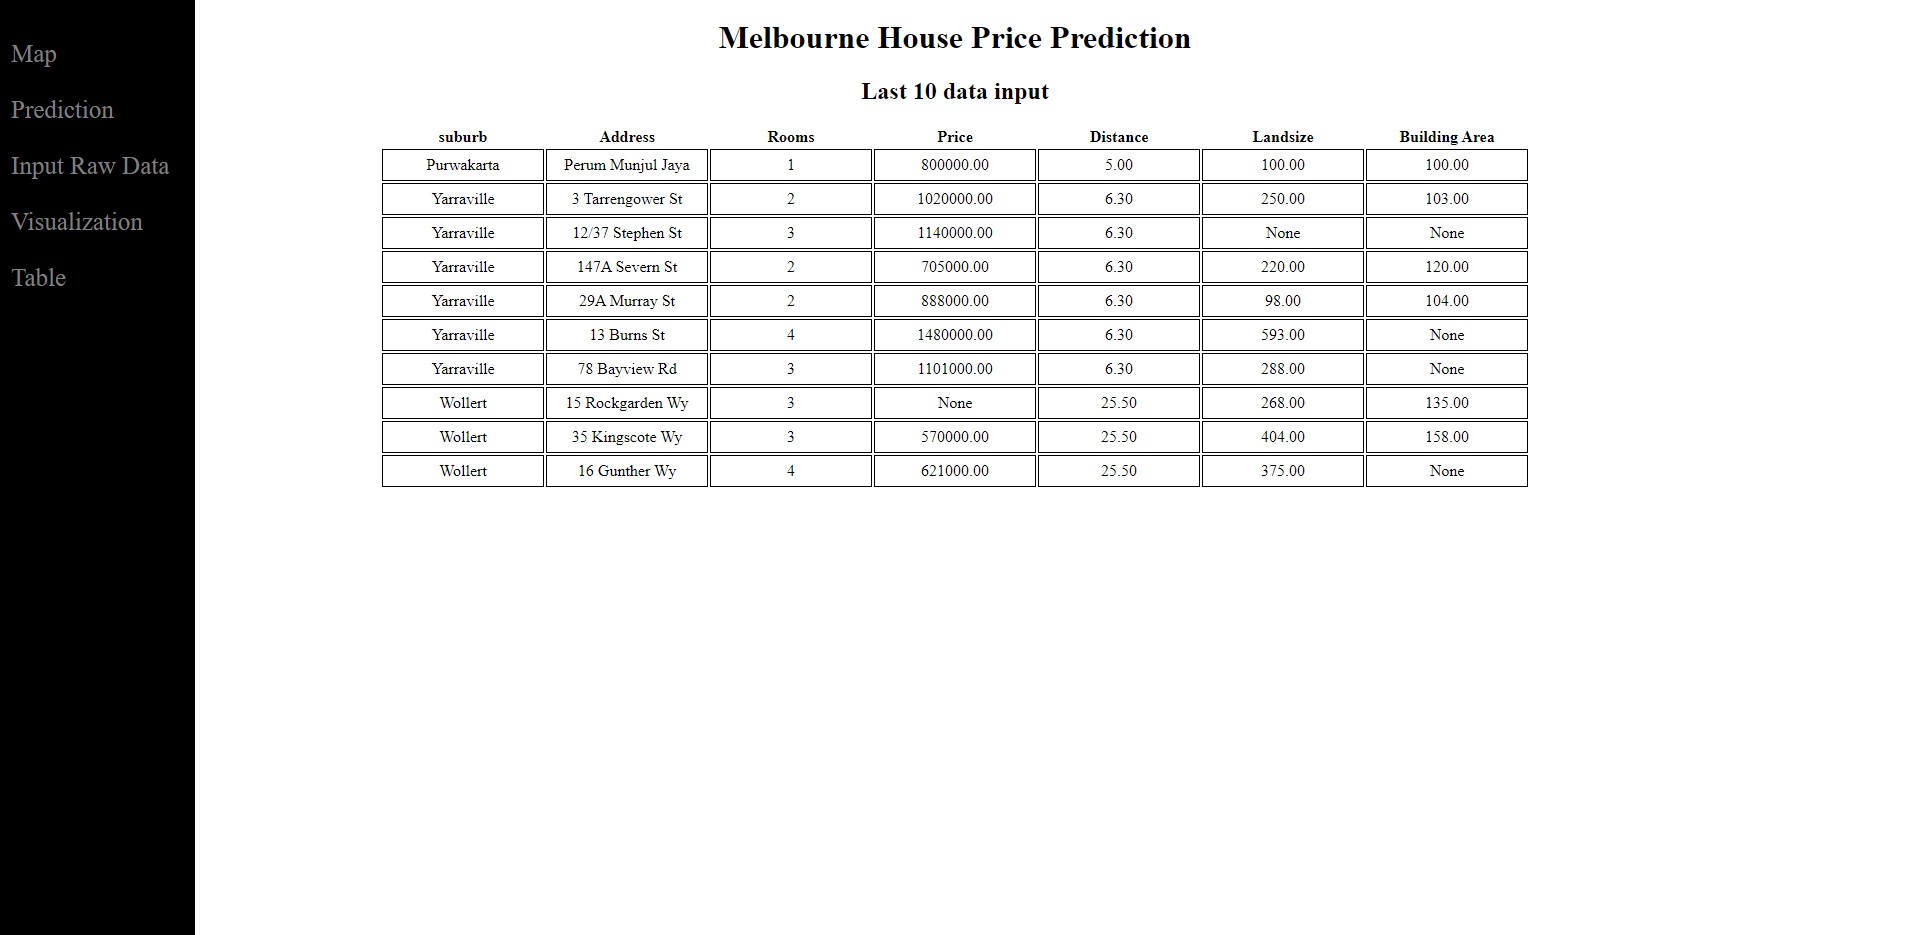 Map
Prediction
Input Raw Data
Visualization
Table
Melbourne House Price Prediction
Last 10 data input
suburb Address Rooms Price Distance Landsize Building Area
Purwakarta Perum Munjul Jaya 1 800000.00 5.00 100.00 100.00
Yarraville 3 Tarrengower St 2 1020000.00 6.30 250.00 103.00
Yarraville 12/37 Stephen St 3 1140000.00 6.30 None None
Yarraville 147A Severn St 2 705000.00 6.30 220.00 120.00
Yarraville 29A Murray St 2 888000.00 6.30 98.00 104.00
Yarraville 13 Burns St 4 1480000.00 6.30 593.00 None
Yarraville 78 Bayview Rd 3 1101000.00 6.30 288.00 None
Wollert 15 Rockgarden Wy 3 None 25.50 268.00 135.00
Wollert 35 Kingscote Wy 3 570000.00 25.50 404.00 158.00
Wollert 16 Gunther Wy 4 621000.00 25.50 375.00 None